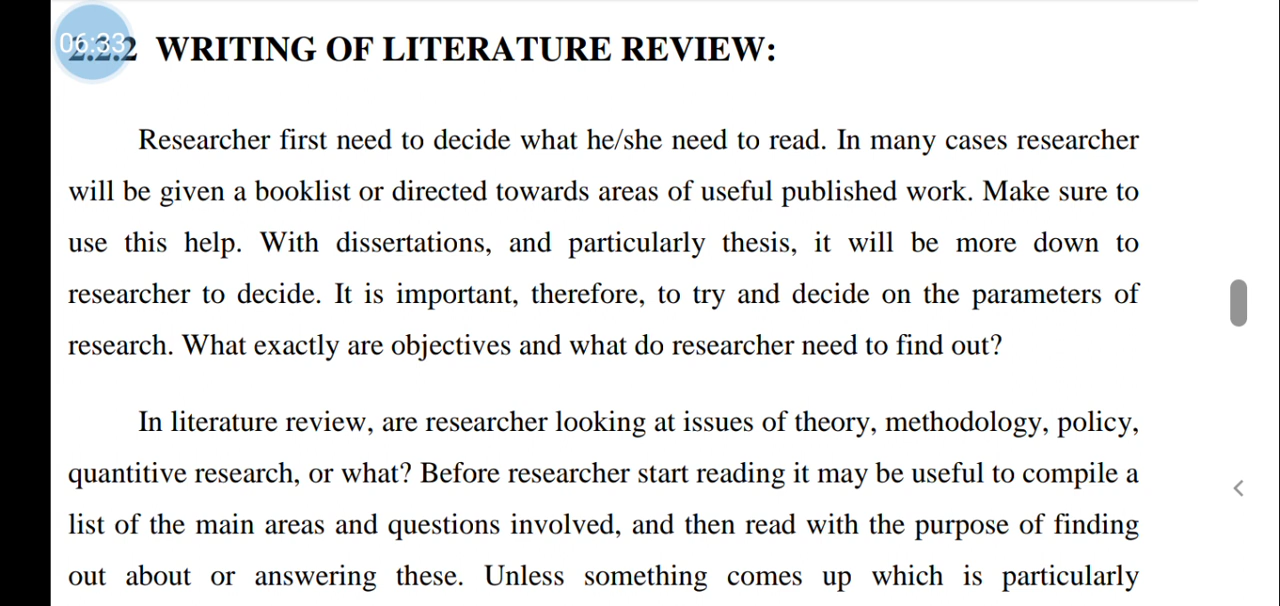 06:33
2.2.2 WRITING OF LITERATURE REVIEW:
Researcher first need to decide what he/she need to read. In many cases researcher
will be given a booklist or directed towards areas of useful published work. Make sure to
use this help. With dissertations, and particularly thesis, it will be more down to
researcher to decide. It is important, therefore, to try and decide on the parameters of
research. What exactly are objectives and what do researcher need to find out?
In literature review, are researcher looking at issues of theory, methodology, policy,
quantitive research, or what? Before researcher start reading it may be useful to compile a
list of the main areas and questions involved, and then read with the purpose of finding
out about or answering these. Unless something comes up which is particularly